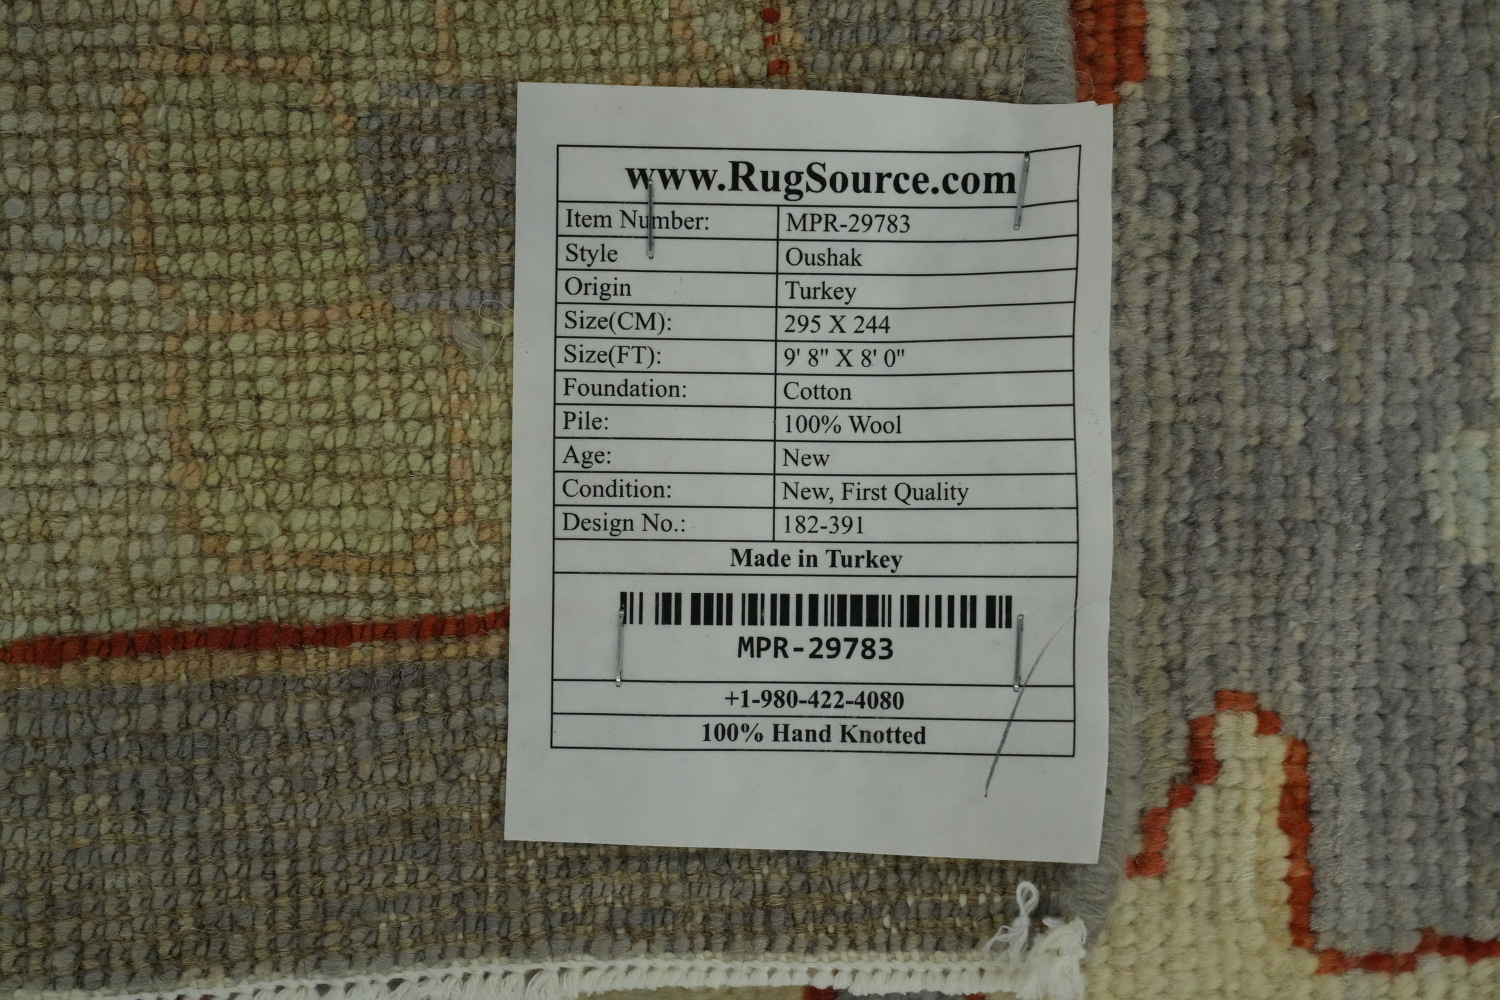 www.RugSource.com
Item Number: MPR-29783
Style Oushak
Origin Turkey
Size(CM): 295 X 244
Size(FT): 9' 8" X 8' 0"
Foundation: Cotton
Pile: 100% Wool
Age: New
Condition: New, First Quality
Design No.: 182-391
Made in Turkey
MPR-29783
+1-980-422-4080
100% Hand Knotted